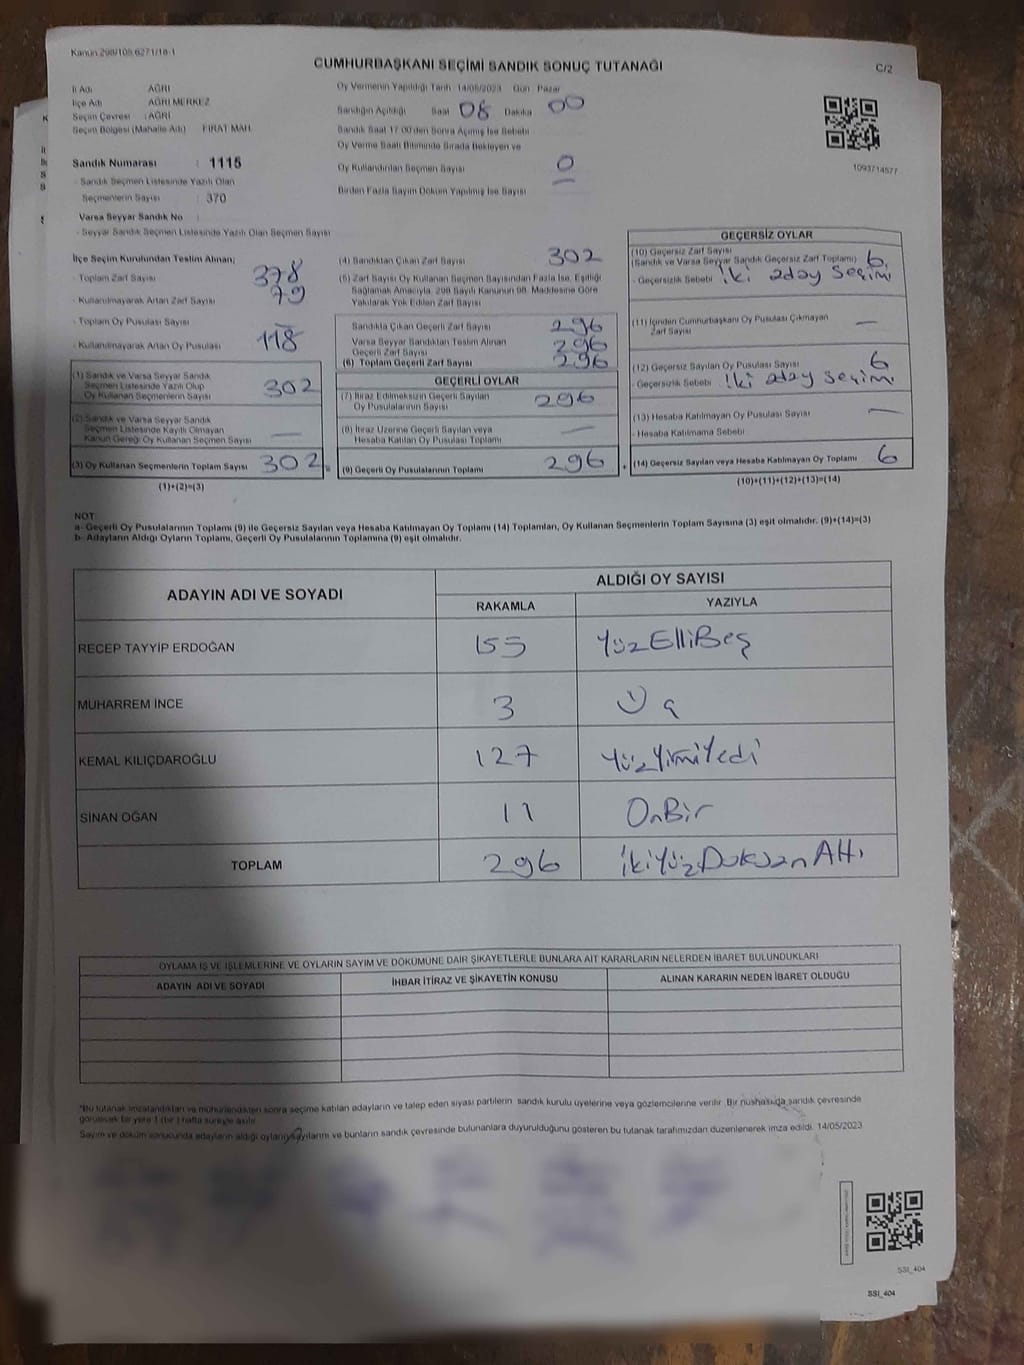 Kanun 298/105 6271/18-1
CUMHURBAŞKANI SEÇİMİ SANDIK SONUÇ TUTANAĞI
C/2
İl Adı AĞRI
İlçe Adı AĞRI MERKEZ
Seçim Çevresi : AĞRI
Seçim Bölgesi (Mahalle Adı) FIRAT MAH.
Sandık Numarası : 1115
- Sandık Seçmen Listesinde Yazılı Olan
Seçmenlerin Sayısı : 370
Varsa Seyyar Sandık No :
- Seyyar Sandık Seçmen Listesinde Yazılı Olan Seçmen Sayısı
Oy Vermenin Yapıldığı Tarih 14/05/2023 Gün Pazar
Sandığın Açıldığı Saat 08 Dakika 00
Sandık Saat 17.00'den Sonra Açılmış İse Sebebi
Oy Verme Saati Bitiminde Sırada Bekleyen ve
Oy Kullandırılan Seçmen Sayısı 0
Birden Fazla Sayım Döküm Yapılmış İse Sayısı —
1093714577
İlçe Seçim Kurulundan Teslim Alınan;
- Toplam Zarf Sayısı 378
- Kullanılmayarak Artan Zarf Sayısı 79
- Toplam Oy Pusulası Sayısı —
- Kullanılmayarak Artan Oy Pusulası 118
(1) Sandık ve Varsa Seyyar Sandık
Seçmen Listesinde Yazılı Olup
Oy Kullanan Seçmenlerin Sayısı 302
(2) Sandık ve Varsa Seyyar Sandık
Seçmen Listesinde Kayıtlı Olmayan
Kanun Gereği Oy Kullanan Seçmen Sayısı —
(3) Oy Kullanan Seçmenlerin Toplam Sayısı 302
(1)+(2)=(3)
(4) Sandıktan Çıkan Zarf Sayısı 302
(5) Zarf Sayısı Oy Kullanan Seçmen Sayısından Fazla İse, Eşitliği
Sağlamak Amacıyla, 298 Sayılı Kanunun 98. Maddesine Göre
Yakılarak Yok Edilen Zarf Sayısı
Sandıkta Çıkan Geçerli Zarf Sayısı 296
Varsa Seyyar Sandıktan Teslim Alınan
Geçerli Zarf Sayısı 296
(6) Toplam Geçerli Zarf Sayısı 296
GEÇERLİ OYLAR
(7) İtiraz Edilmeksizin Geçerli Sayılan
Oy Pusulalarının Sayısı 296
(8) İtiraz Üzerine Geçerli Sayılan veya
Hesaba Katılan Oy Pusulası Toplamı —
(9) Geçerli Oy Pusulalarının Toplamı 296
GEÇERSİZ OYLAR
(10) Geçersiz Zarf Sayısı
(Sandık ve Varsa Seyyar Sandık Geçersiz Zarf Toplamı) 6
- Geçersizlik Sebebi iki aday seçimi
(11) İçinden Cumhurbaşkanı Oy Pusulası Çıkmayan
Zarf Sayısı —
(12) Geçersiz Sayılan Oy Pusulası Sayısı 6
- Geçersizlik Sebebi iki aday seçimi
(13) Hesaba Katılmayan Oy Pusulası Sayısı —
- Hesaba Katılmama Sebebi
(14) Geçersiz Sayılan veya Hesaba Katılmayan Oy Toplamı 6
(10)+(11)+(12)+(13)=(14)
NOT:
a- Geçerli Oy Pusulalarının Toplamı (9) ile Geçersiz Sayılan veya Hesaba Katılmayan Oy Toplamı (14) Toplamları, Oy Kullanan Seçmenlerin Toplam Sayısına (3) eşit olmalıdır. (9)+(14)=(3)
b- Adayların Aldığı Oyların Toplamı, Geçerli Oy Pusulalarının Toplamına (9) eşit olmalıdır.
ADAYIN ADI VE SOYADI
ALDIĞI OY SAYISI
RAKAMLA YAZIYLA
RECEP TAYYİP ERDOĞAN 155 YüzElliBeş
MUHARREM İNCE 3 Üç
KEMAL KILIÇDAROĞLU 127 YüzYirmiYedi
SİNAN OĞAN 11 OnBir
TOPLAM 296 İkiYüzDoksanAltı
OYLAMA İŞ VE İŞLEMLERİNE VE OYLARIN SAYIM VE DÖKÜMÜNE DAİR ŞİKAYETLERLE BUNLARA AİT KARARLARIN NELERDEN İBARET BULUNDUKLARI
ADAYIN ADI VE SOYADI İHBAR İTİRAZ VE ŞİKAYETİN KONUSU ALINAN KARARIN NEDEN İBARET OLDUĞU
*Bu tutanak imzalandıktan ve mühürlendikten sonra seçime katılan adayların ve talep eden siyasi partilerin sandık kurulu üyelerine veya gözlemcilerine verilir. Bir nüshası da sandık çevresinde
görülecek bir yere 1 (bir) hafta süreyle asılır.
Sayım ve döküm sonucunda adayların aldığı oyların sayılarını ve bunların sandık çevresinde bulunanlara duyurulduğunu gösteren bu tutanak tarafımızdan düzenlenerek imza edildi. 14/05/2023
SSI_404
SSI_404